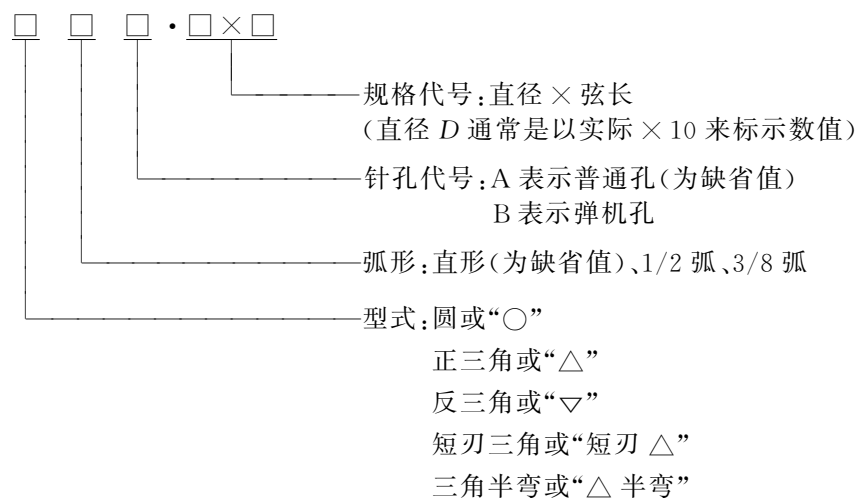 □ □ □·□×□
规格代号:直径×弦长
(直径 D 通常是以实际×10 来标示数值)
针孔代号:A 表示普通孔(为缺省值)
B 表示弹机孔
弧形:直形(为缺省值)、1/2 弧、3/8 弧
型式:圆或“○”
正三角或“△”
反三角或“▽”
短刃三角或“短刃 △”
三角半弯或“△ 半弯”